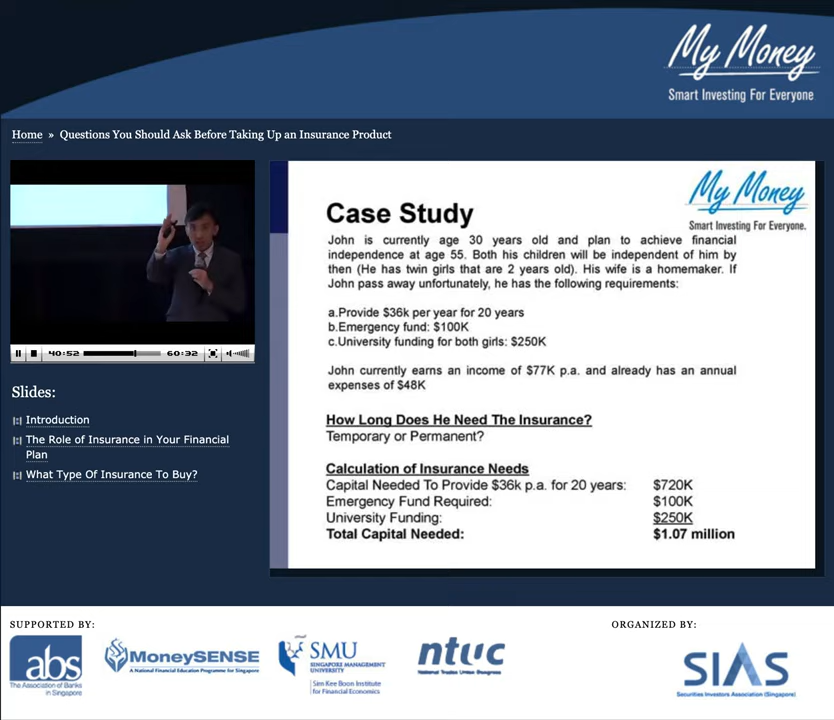 My Money
Smart Investing For Everyone
Home » Questions You Should Ask Before Taking Up an Insurance Product
My Money
Smart Investing For Everyone.
Case Study
John is currently age 30 years old and plan to achieve financial
independence at age 55. Both his children will be independent of him by
then (He has twin girls that are 2 years old). His wife is a homemaker. If
John pass away unfortunately, he has the following requirements:
a.Provide $36k per year for 20 years
b.Emergency fund: $100K
c.University funding for both girls: $250K
John currently earns an income of $77K p.a. and already has an annual
expenses of $48K
How Long Does He Need The Insurance?
Temporary or Permanent?
Calculation of Insurance Needs
Capital Needed To Provide $36k p.a. for 20 years: $720K
Emergency Fund Required: $100K
University Funding: $250K
Total Capital Needed: $1.07 million
40:52 60:32
Slides:
Introduction
The Role of Insurance in Your Financial
Plan
What Type Of Insurance To Buy?
SUPPORTED BY:
ORGANIZED BY:
abs
The Association of Banks
in Singapore
MoneySENSE
A National Financial Education Programme for Singapore
SMU
SINGAPORE MANAGEMENT
UNIVERSITY
Sim Kee Boon Institute
for Financial Economics
ntuc
National Trades Union Congress
SIAS
Securities Investors Association (Singapore)